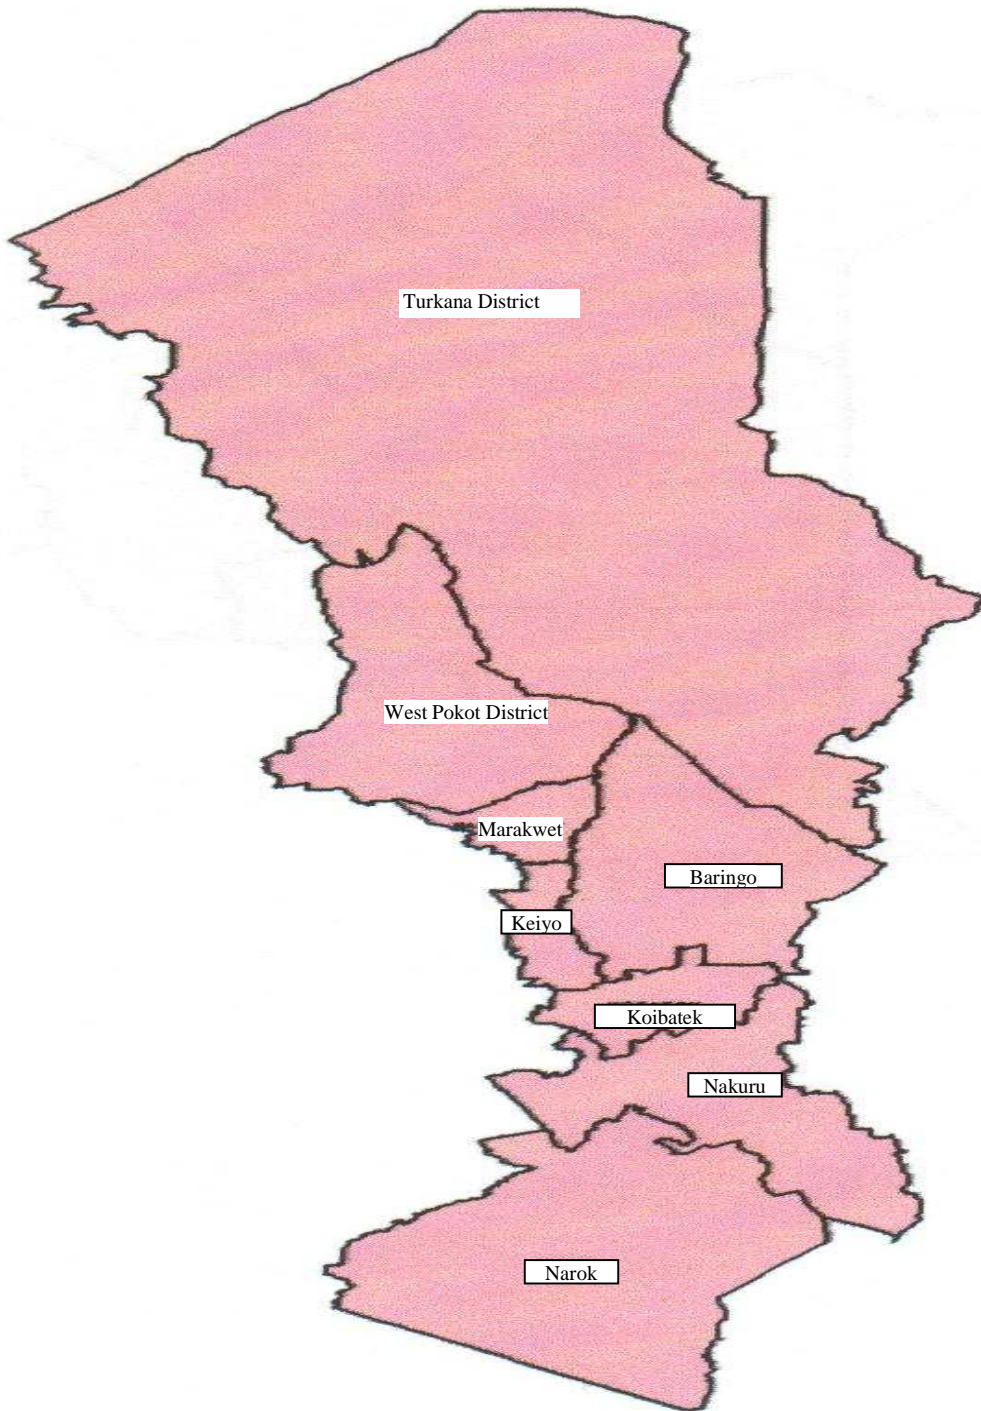 Turkana District
West Pokot District
Marakwet
Baringo
Keiyo
Koibatek
Nakuru
Narok